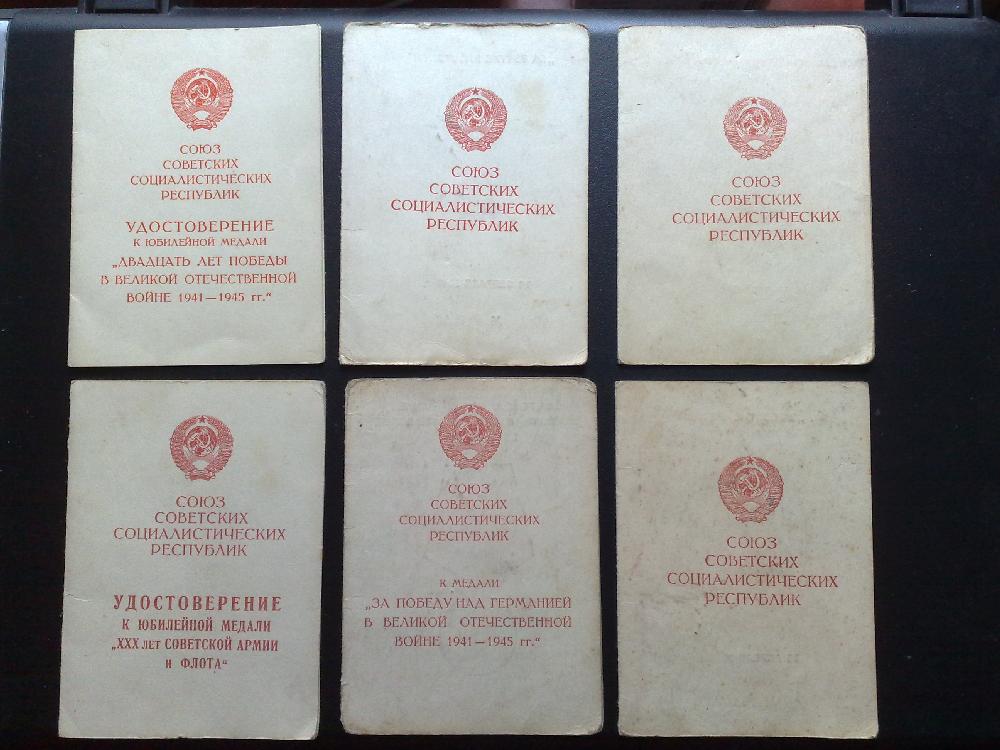 СОЮЗ
СОВЕТСКИХ
СОЦИАЛИСТИЧЕСКИХ
РЕСПУБЛИК
УДОСТОВЕРЕНИЕ
К ЮБИЛЕЙНОЙ МЕДАЛИ
„ДВАДЦАТЬ ЛЕТ ПОБЕДЫ
В ВЕЛИКОЙ ОТЕЧЕСТВЕННОЙ
ВОЙНЕ 1941—1945 гг.“
СОЮЗ
СОВЕТСКИХ
СОЦИАЛИСТИЧЕСКИХ
РЕСПУБЛИК
СОЮЗ
СОВЕТСКИХ
СОЦИАЛИСТИЧЕСКИХ
РЕСПУБЛИК
СОЮЗ
СОВЕТСКИХ
СОЦИАЛИСТИЧЕСКИХ
РЕСПУБЛИК
УДОСТОВЕРЕНИЕ
К ЮБИЛЕЙНОЙ МЕДАЛИ
„XXX ЛЕТ СОВЕТСКОЙ АРМИИ
И ФЛОТА“
СОЮЗ
СОВЕТСКИХ
СОЦИАЛИСТИЧЕСКИХ
РЕСПУБЛИК
К МЕДАЛИ
„ЗА ПОБЕДУ НАД ГЕРМАНИЕЙ
В ВЕЛИКОЙ ОТЕЧЕСТВЕННОЙ
ВОЙНЕ 1941—1945 гг.“
СОЮЗ
СОВЕТСКИХ
СОЦИАЛИСТИЧЕСКИХ
РЕСПУБЛИК